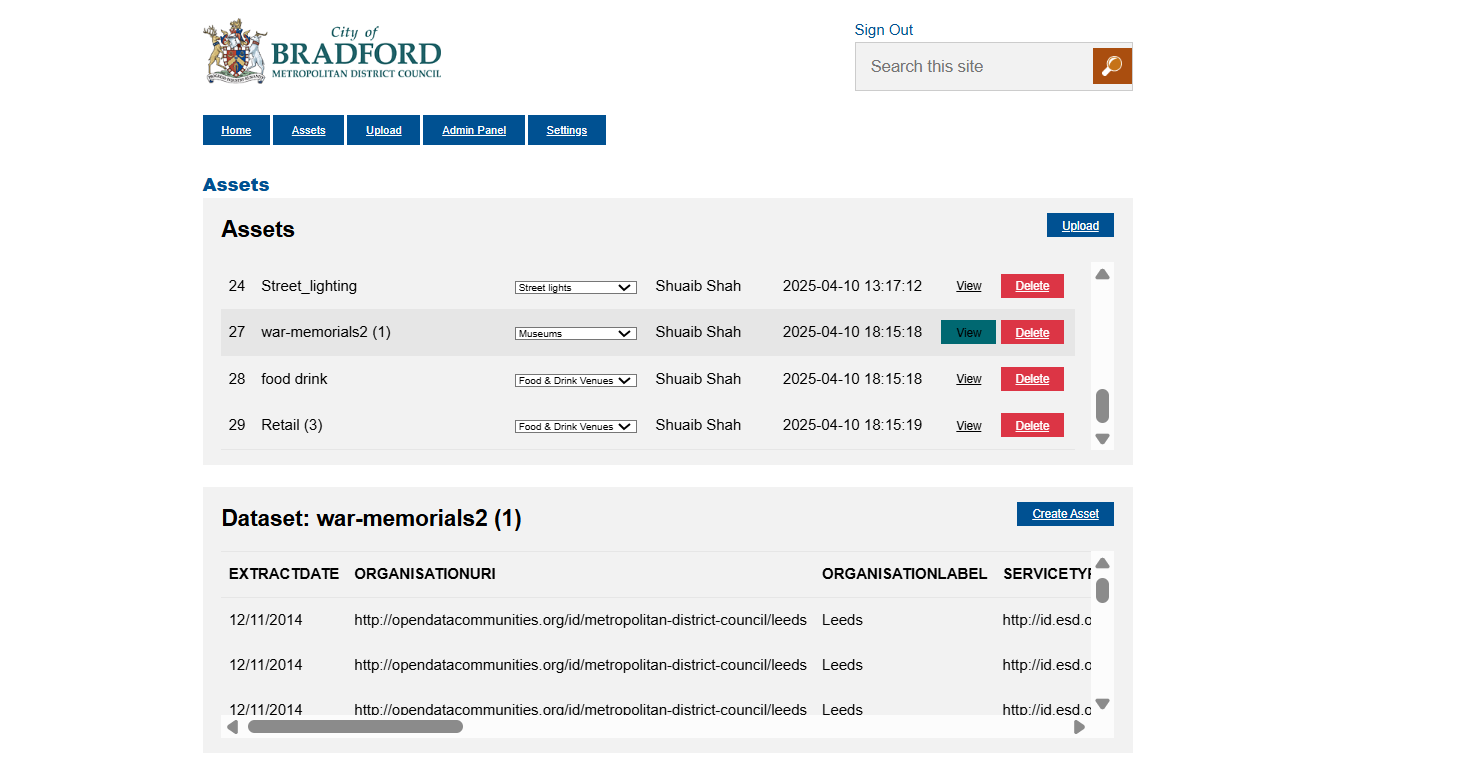 City of
BRADFORD
METROPOLITAN DISTRICT COUNCIL
Sign Out
Search this site
Home Assets Upload Admin Panel Settings
Assets
Assets Upload
24 Street_lighting Street lights Shuaib Shah 2025-04-10 13:17:12 View Delete
27 war-memorials2 (1) Museums Shuaib Shah 2025-04-10 18:15:18 View Delete
28 food drink Food & Drink Venues Shuaib Shah 2025-04-10 18:15:18 View Delete
29 Retail (3) Food & Drink Venues Shuaib Shah 2025-04-10 18:15:19 View Delete
Dataset: war-memorials2 (1) Create Asset
EXTRACTDATE ORGANISATIONURI ORGANISATIONLABEL SERVICETYP
12/11/2014 http://opendatacommunities.org/id/metropolitan-district-council/leeds Leeds http://id.esd.o
12/11/2014 http://opendatacommunities.org/id/metropolitan-district-council/leeds Leeds http://id.esd.o
12/11/2014 http://opendatacommunities.org/id/metropolitan-district-council/leeds Leeds http://id.esd.o